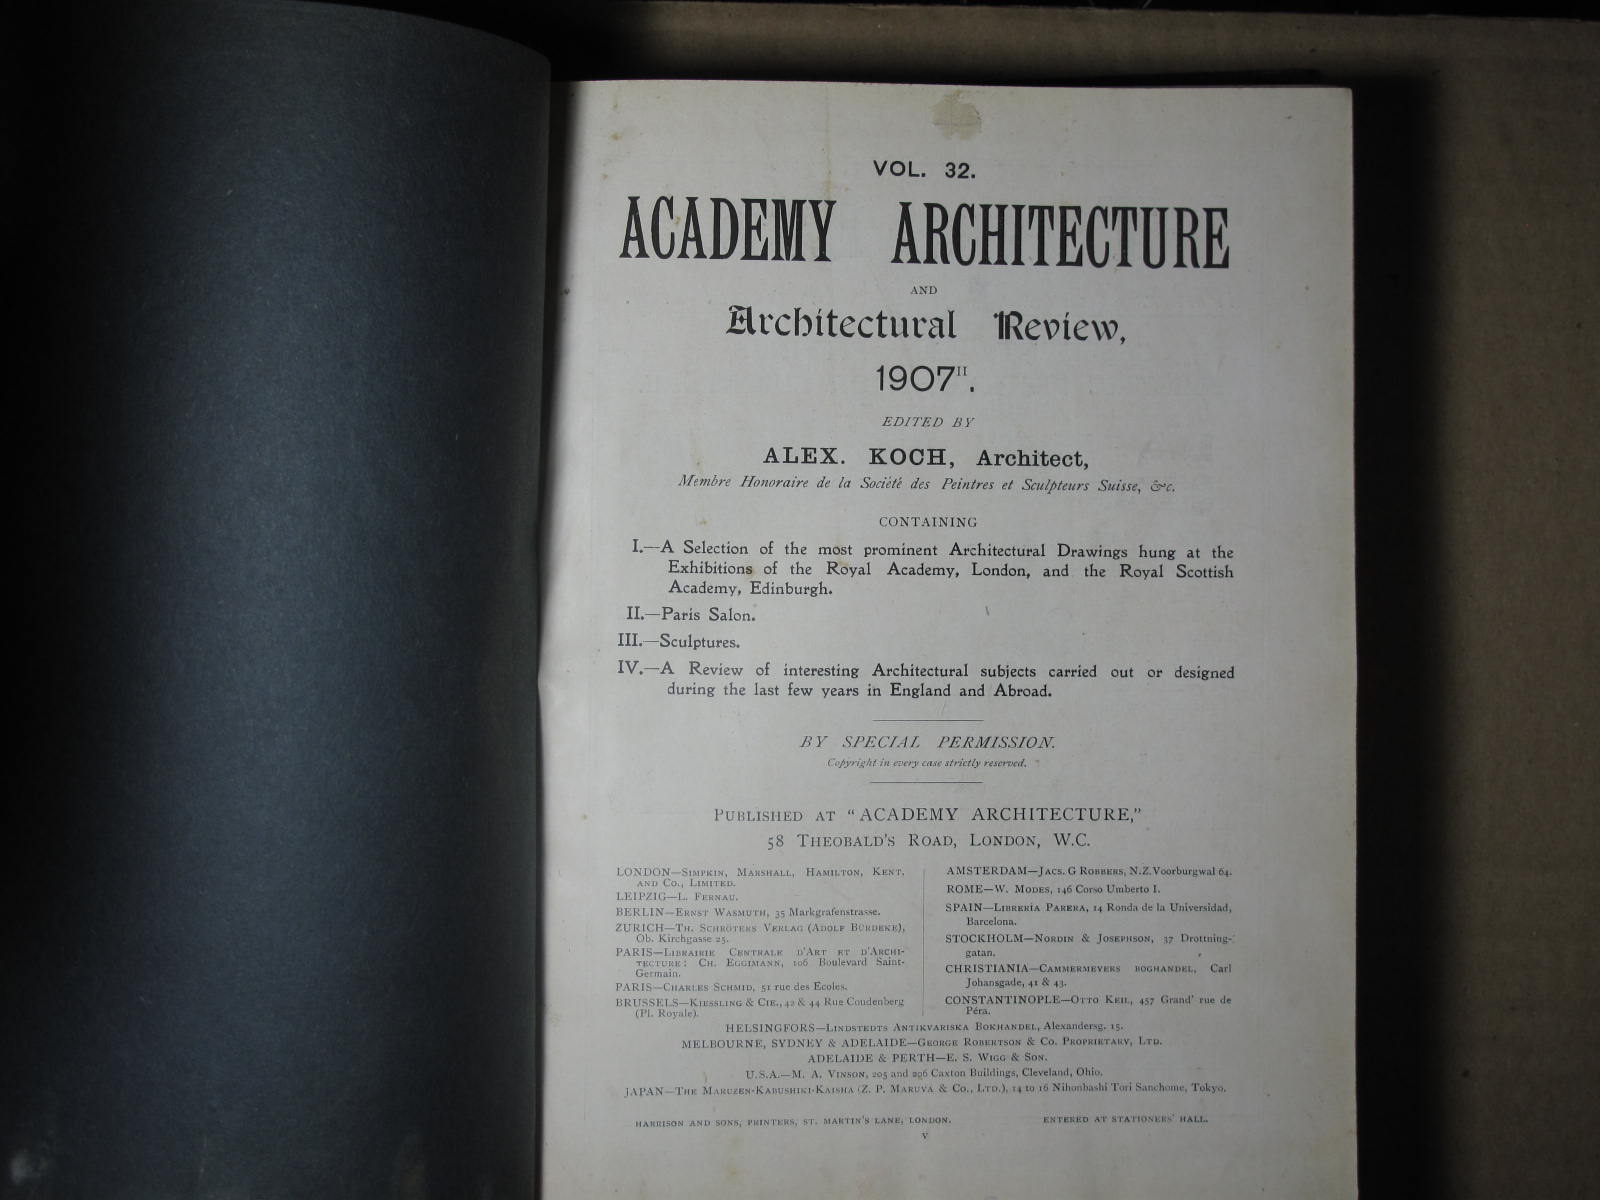 VOL. 32.
ACADEMY ARCHITECTURE
AND
Architectural Review,
1907II.
EDITED BY
ALEX. KOCH, Architect,
Membre Honoraire de la Société des Peintres et Sculpteurs Suisse, &c.
CONTAINING
I.—A Selection of the most prominent Architectural Drawings hung at the
Exhibitions of the Royal Academy, London, and the Royal Scottish
Academy, Edinburgh.
II.—Paris Salon.
III.—Sculptures.
IV.—A Review of interesting Architectural subjects carried out or designed
during the last few years in England and Abroad.
BY SPECIAL PERMISSION.
Copyright in every case strictly reserved.
PUBLISHED AT "ACADEMY ARCHITECTURE,"
58 THEOBALD'S ROAD, LONDON, W.C.
LONDON—SIMPKIN, MARSHALL, HAMILTON, KENT,
AND CO., LIMITED.
LEIPZIG—L. FERNAU.
BERLIN—ERNST WASMUTH, 35 Markgrafenstrasse.
ZURICH—TH. SCHRÖTERS VERLAG (ADOLF BÜRDEKE),
Ob. Kirchgasse 25.
PARIS—LIBRAIRIE CENTRALE D'ART ET D'ARCHI-
TECTURE: CH. EGGIMANN, 106 Boulevard Saint-
Germain.
PARIS—CHARLES SCHMID, 51 rue des Ecoles.
BRUSSELS—KIESSLING & CIE., 42 & 44 Rue Coudenberg
(Pl. Royale).
AMSTERDAM—JACS. G ROBBERS, N.Z. Voorburgwal 64.
ROME—W. MODES, 146 Corso Umberto I.
SPAIN—LIBRERÍA PARERA, 14 Ronda de la Universidad,
Barcelona.
STOCKHOLM—NORDIN & JOSEPHSON, 37 Drottning-
gatan.
CHRISTIANIA—CAMMERMEYERS BOGHANDEL, Carl
Johansgade, 41 & 43.
CONSTANTINOPLE—OTTO KEIL, 457 Grand' rue de
Péra.
HELSINGFORS—LINDSTEDTS ANTIKVARISKA BOKHANDEL, Alexandersg. 15.
MELBOURNE, SYDNEY & ADELAIDE—GEORGE ROBERTSON & CO. PROPRIETARY, LTD.
ADELAIDE & PERTH—E. S. WIGG & SON.
U.S.A.—M. A. VINSON, 205 and 206 Caxton Buildings, Cleveland, Ohio.
JAPAN—THE MARUZEN-KABUSHIKI-KAISHA (Z. P. MARUYA & CO., LTD.), 14 to 16 Nihonbashi Tori Sanchome, Tokyo.
HARRISON AND SONS, PRINTERS, ST. MARTIN'S LANE, LONDON.
ENTERED AT STATIONERS' HALL.
V